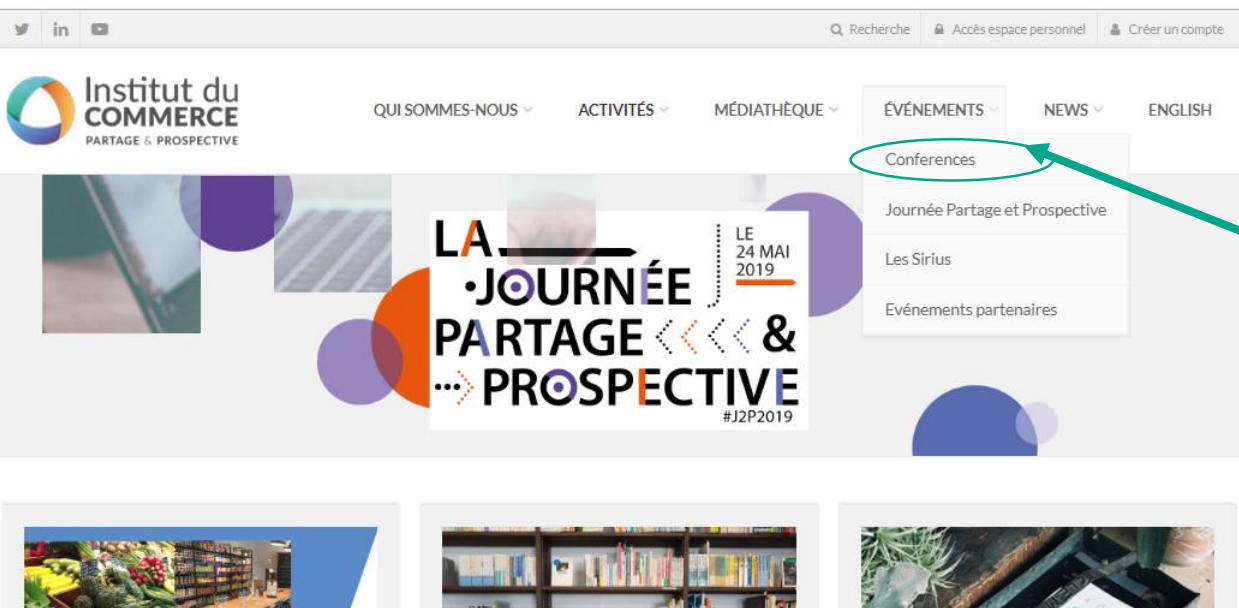 in
Recherche
Accès espace personnel
Créer un compte
Institut du
COMMERCE
PARTAGE & PROSPECTIVE
QUI SOMMES-NOUS
ACTIVITÉS
MÉDIATHÈQUE
ÉVÉNEMENTS
NEWS
ENGLISH
Conferences
Journée Partage et Prospective
Les Sirius
Evénements partenaires
LA
JOURNÉE
PARTAGE &
PROSPECTIVE
LE
24 MAI
2019
#J2P2019